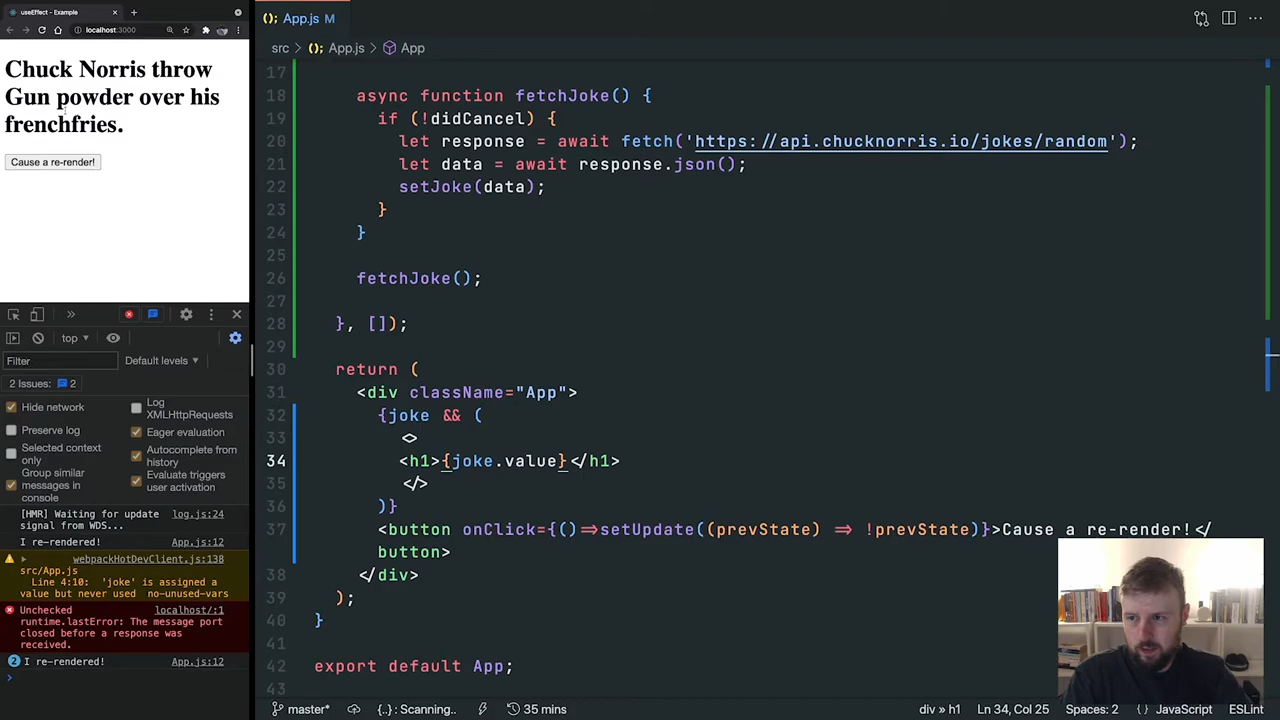 useEffect - Example
localhost:3000
Chuck Norris throw
Gun powder over his
frenchfries.
Cause a re-render!
top
Filter
Default levels
2 Issues: 2
Hide network
Log
XMLHttpRequests
Preserve log
Eager evaluation
Selected context
only
Autocomplete from
history
Group similar
messages in
console
Evaluate triggers
user activation
[HMR] Waiting for update log.js:24
signal from WDS...
I re-rendered! App.js:12
webpackHotDevClient.js:138
src/App.js
Line 4:10: 'joke' is assigned a
value but never used no-unused-vars
Unchecked localhost/:1
runtime.lastError: The message port
closed before a response was
received.
2 I re-rendered! App.js:12
App.js M
src > App.js > App
17
18 async function fetchJoke() {
19 if (!didCancel) {
20 let response = await fetch('https://api.chucknorris.io/jokes/random');
21 let data = await response.json();
22 setJoke(data);
23 }
24 }
25
26 fetchJoke();
27
28 }, []);
29
30 return (
31 <div className="App">
32 {joke && (
33 <>
34 <h1>{joke.value}</h1>
35 </>
36 )}
37 <button onClick={()=>setUpdate((prevState) => !prevState)}>Cause a re-render!</
button>
38 </div>
39 );
40 }
41
42 export default App;
43
master* {..}: Scanning.. 35 mins div » h1 Ln 34, Col 25 Spaces: 2 { } JavaScript ESLint